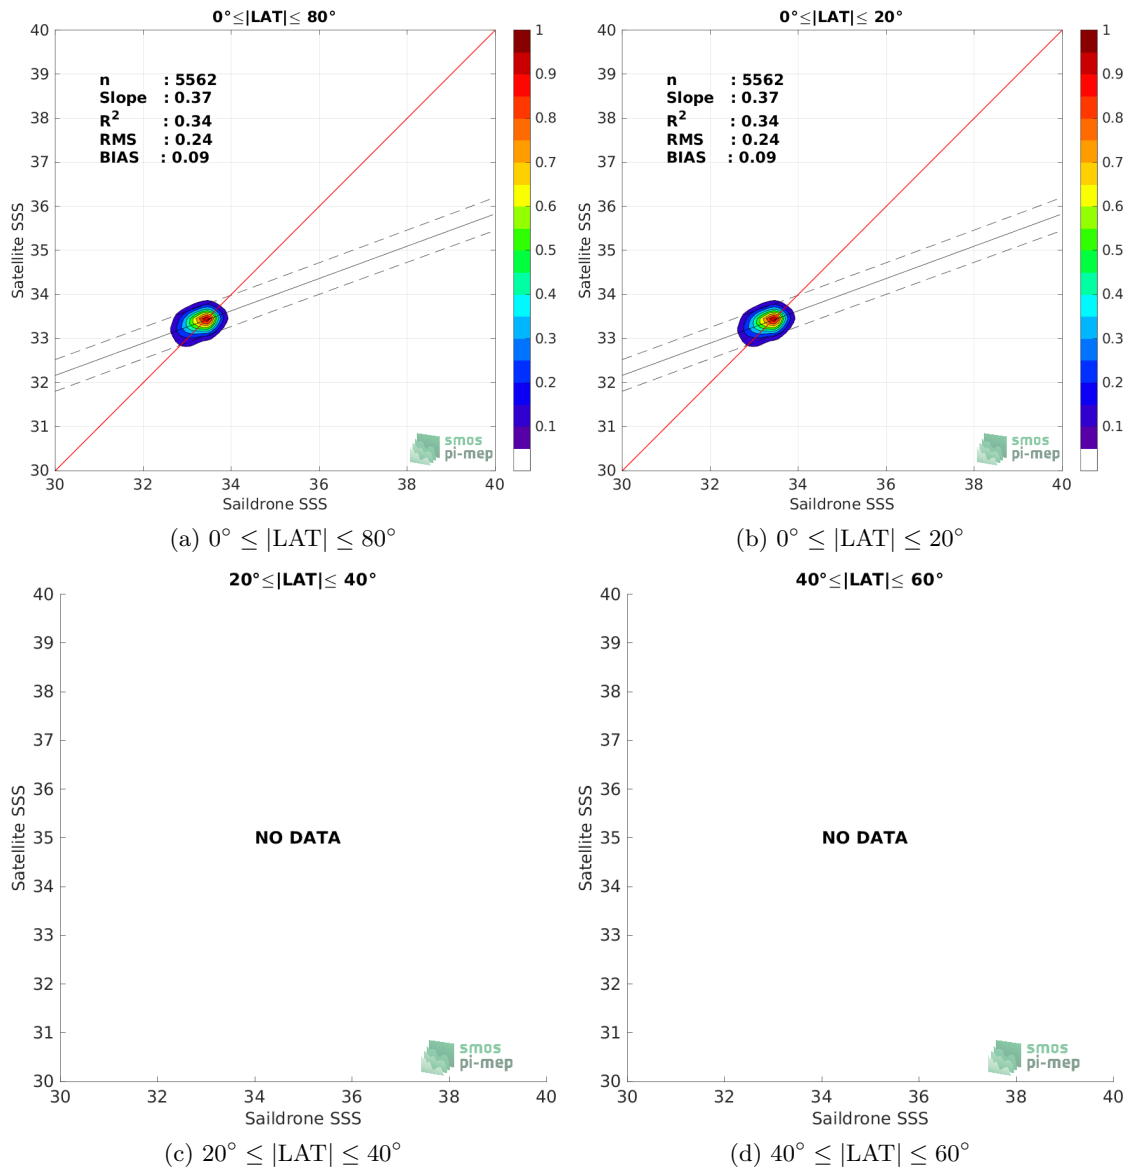 0°≤|LAT|≤ 80°
40
39
38
37
36
35
34
33
32
31
30
Satellite SSS
n : 5562
Slope : 0.37
R² : 0.34
RMS : 0.24
BIAS : 0.09
smos
pi-mep
30 32 34 36 38 40
Saildrone SSS
1
0.9
0.8
0.7
0.6
0.5
0.4
0.3
0.2
0.1
(a) 0° ≤ |LAT| ≤ 80°
0°≤|LAT|≤ 20°
40
39
38
37
36
35
34
33
32
31
30
Satellite SSS
n : 5562
Slope : 0.37
R² : 0.34
RMS : 0.24
BIAS : 0.09
smos
pi-mep
30 32 34 36 38 40
Saildrone SSS
1
0.9
0.8
0.7
0.6
0.5
0.4
0.3
0.2
0.1
(b) 0° ≤ |LAT| ≤ 20°
20°≤|LAT|≤ 40°
40
39
38
37
36
35
34
33
32
31
30
Satellite SSS
NO DATA
smos
pi-mep
30 32 34 36 38 40
Saildrone SSS
(c) 20° ≤ |LAT| ≤ 40°
40°≤|LAT|≤ 60°
40
39
38
37
36
35
34
33
32
31
30
Satellite SSS
NO DATA
smos
pi-mep
30 32 34 36 38 40
Saildrone SSS
(d) 40° ≤ |LAT| ≤ 60°